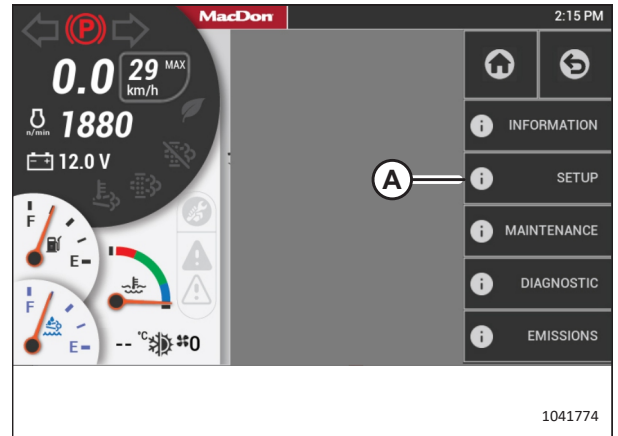 MacDon
2:15 PM
P
0.0
29 MAX
km/h
n/min 1880
12.0 V
INFORMATION
A
SETUP
MAINTENANCE
DIAGNOSTIC
EMISSIONS
F
E
F
E
-- °C
0
1041774